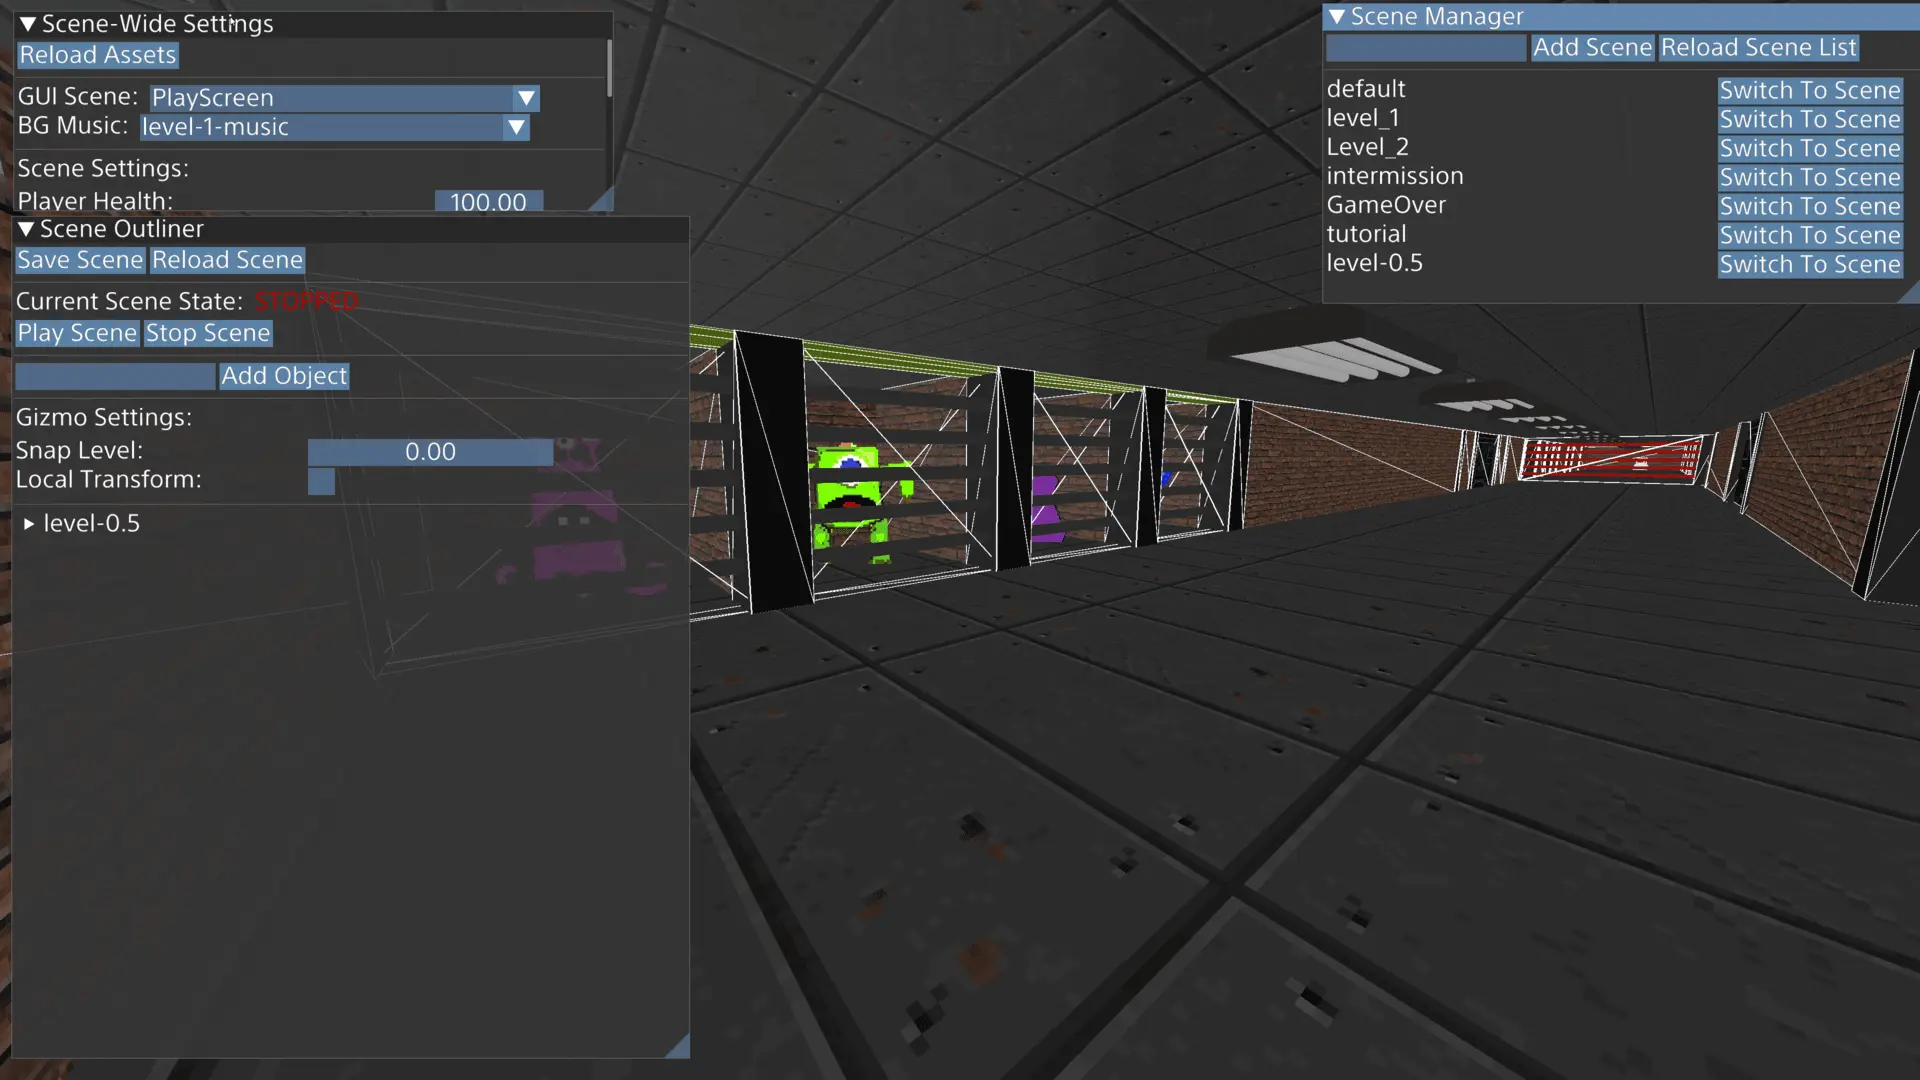 Scene-Wide Settings
Reload Assets
GUI Scene: PlayScreen
BG Music: level-1-music
Scene Settings:
Player Health: 100.00
Scene Outliner
Save Scene Reload Scene
Current Scene State: STOPPED
Play Scene Stop Scene
Add Object
Gizmo Settings:
Snap Level: 0.00
Local Transform:
level-0.5
Scene Manager
Add Scene Reload Scene List
default Switch To Scene
level_1 Switch To Scene
Level_2 Switch To Scene
intermission Switch To Scene
GameOver Switch To Scene
tutorial Switch To Scene
level-0.5 Switch To Scene